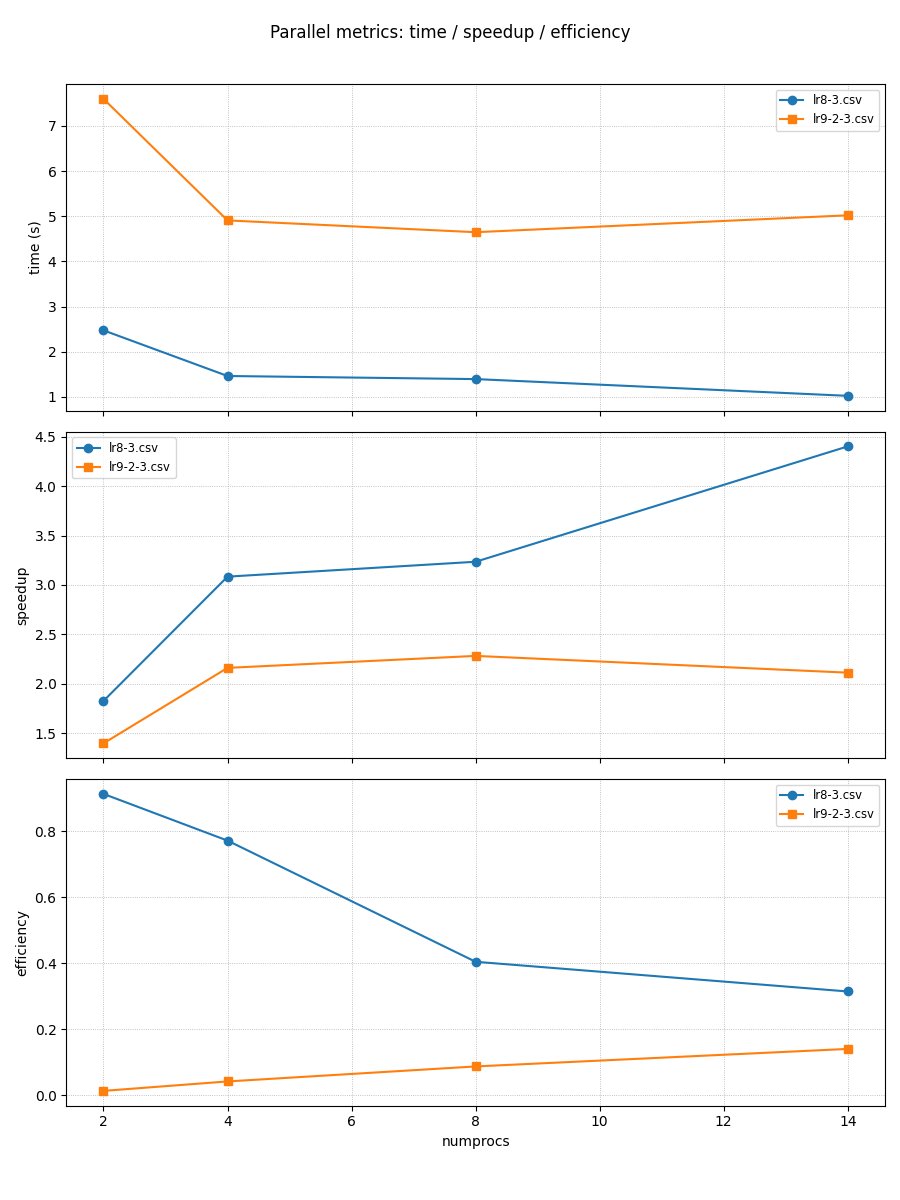 Parallel metrics: time / speedup / efficiency
lr8-3.csv
lr9-2-3.csv
7
6
5
4
3
2
1
time (s)
lr8-3.csv
lr9-2-3.csv
4.5
4.0
3.5
3.0
2.5
2.0
1.5
speedup
lr8-3.csv
lr9-2-3.csv
0.8
0.6
0.4
0.2
0.0
efficiency
2 4 6 8 10 12 14
numprocs